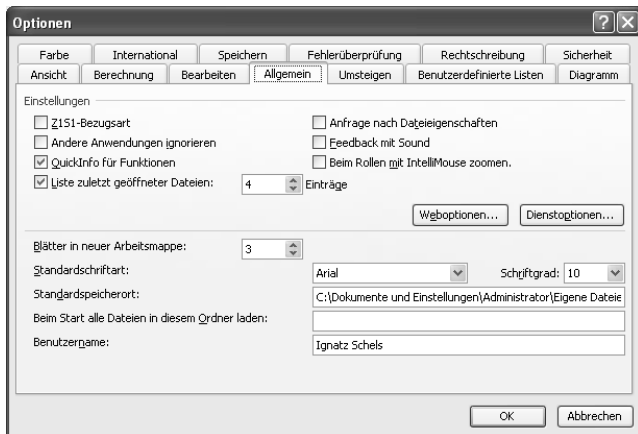 Optionen
Farbe International Speichern Fehlerüberprüfung Rechtschreibung Sicherheit
Ansicht Berechnung Bearbeiten Allgemein Umsteigen Benutzerdefinierte Listen Diagramm
Einstellungen
Z1S1-Bezugsart Anfrage nach Dateieigenschaften
Andere Anwendungen ignorieren Feedback mit Sound
QuickInfo für Funktionen Beim Rollen mit IntelliMouse zoomen.
Liste zuletzt geöffneter Dateien: 4 Einträge
Weboptionen... Dienstoptionen...
Blätter in neuer Arbeitsmappe: 3
Standardschriftart: Arial Schriftgrad: 10
Standardspeicherort: C:\Dokumente und Einstellungen\Administrator\Eigene Dateie
Beim Start alle Dateien in diesem Ordner laden:
Benutzername: Ignatz Schels
OK Abbrechen